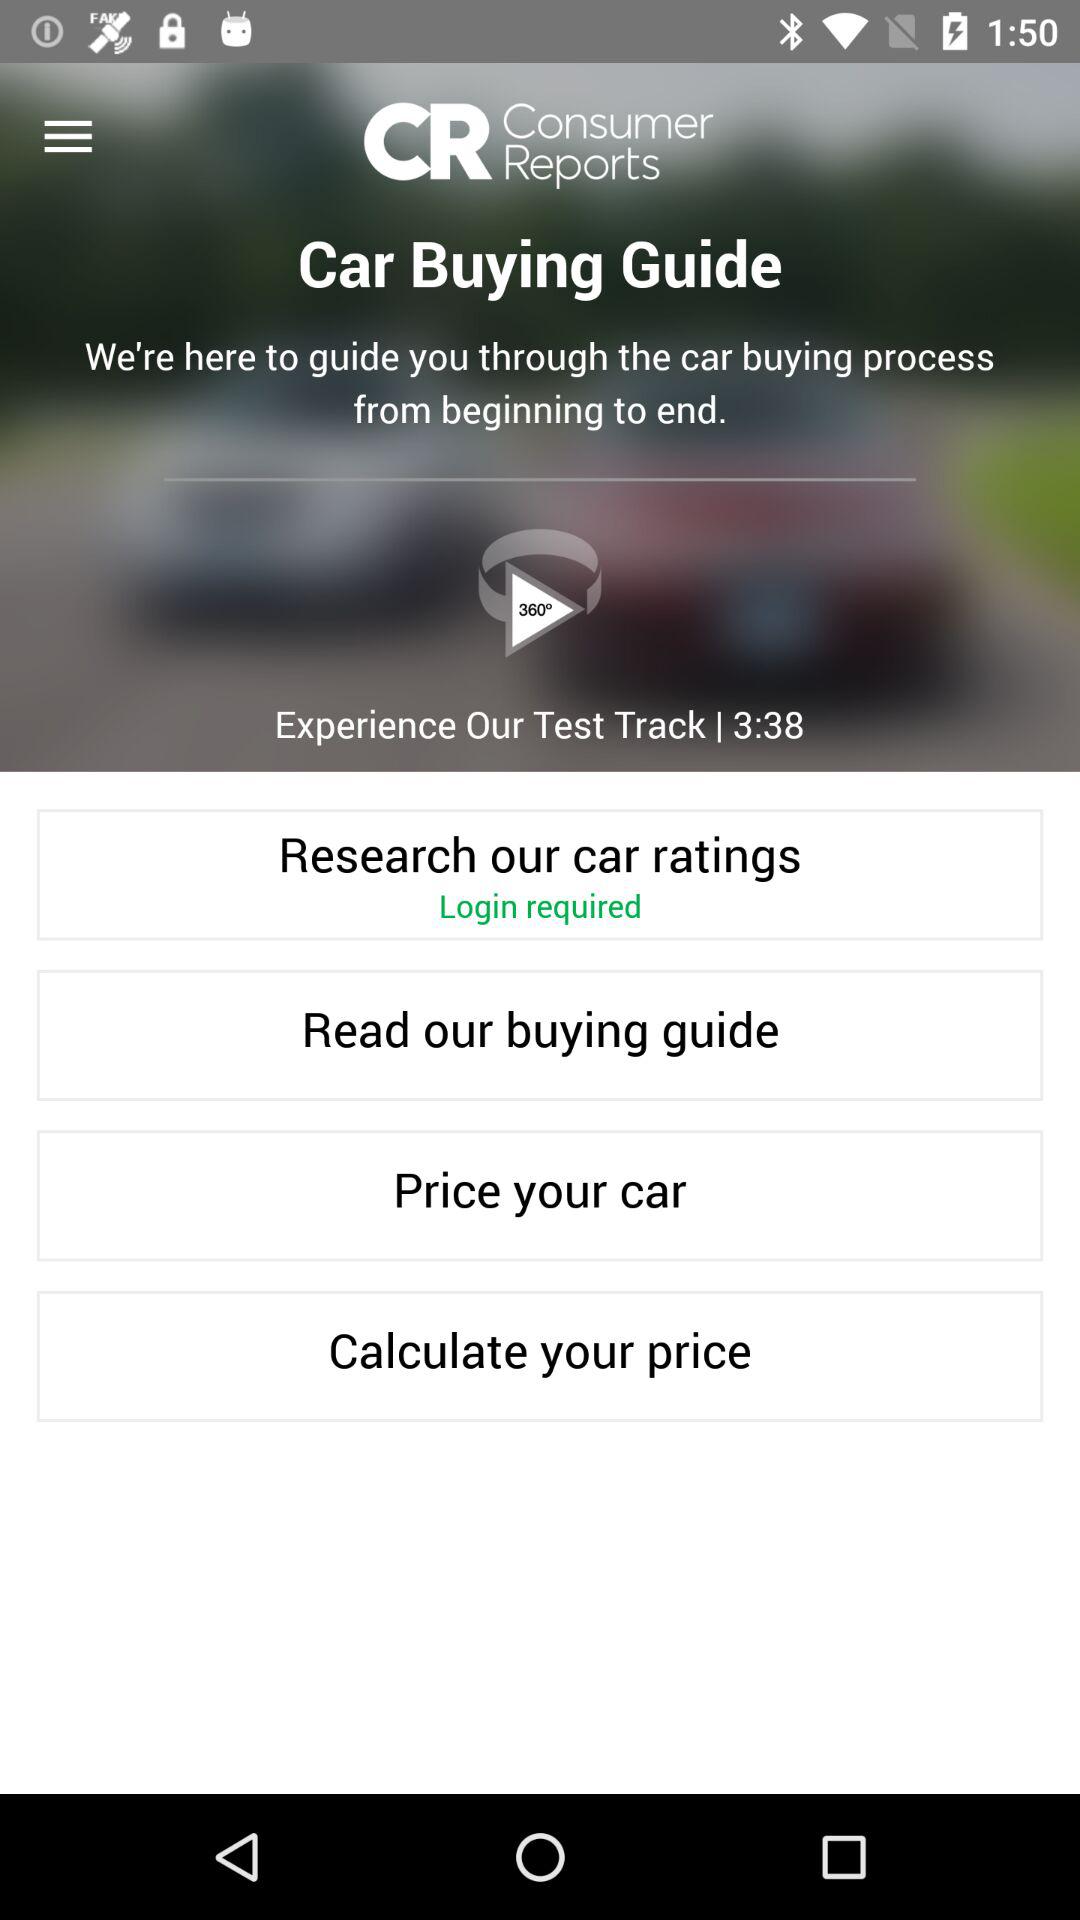 FAKE
1:50
CR Consumer
Reports
Car Buying Guide
We're here to guide you through the car buying process
from beginning to end.
360°
Experience Our Test Track | 3:38
Research our car ratings
Login required
Read our buying guide
Price your car
Calculate your price